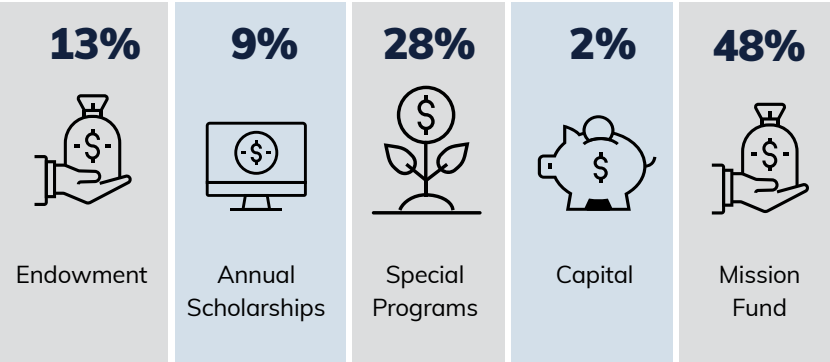 13%
9%
28%
2%
48%
$
$
$
$
$
Endowment
Annual
Scholarships
Special
Programs
Capital
Mission
Fund